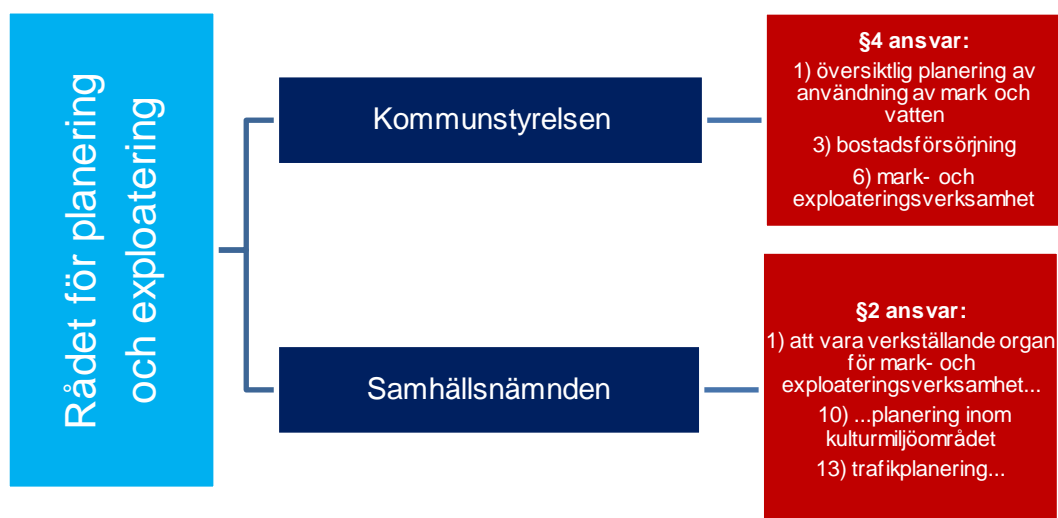 Rådet för planering
och exploatering
Kommunstyrelsen
§4 ansvar:
1) översiktlig planering av
användning av mark och
vatten
3) bostadsförsörjning
6) mark- och
exploateringsverksamhet
Samhällsnämnden
§2 ansvar:
1) att vara verkställande organ
för mark- och
exploateringsverksamhet...
10) ...planering inom
kulturmiljöområdet
13) trafikplanering...